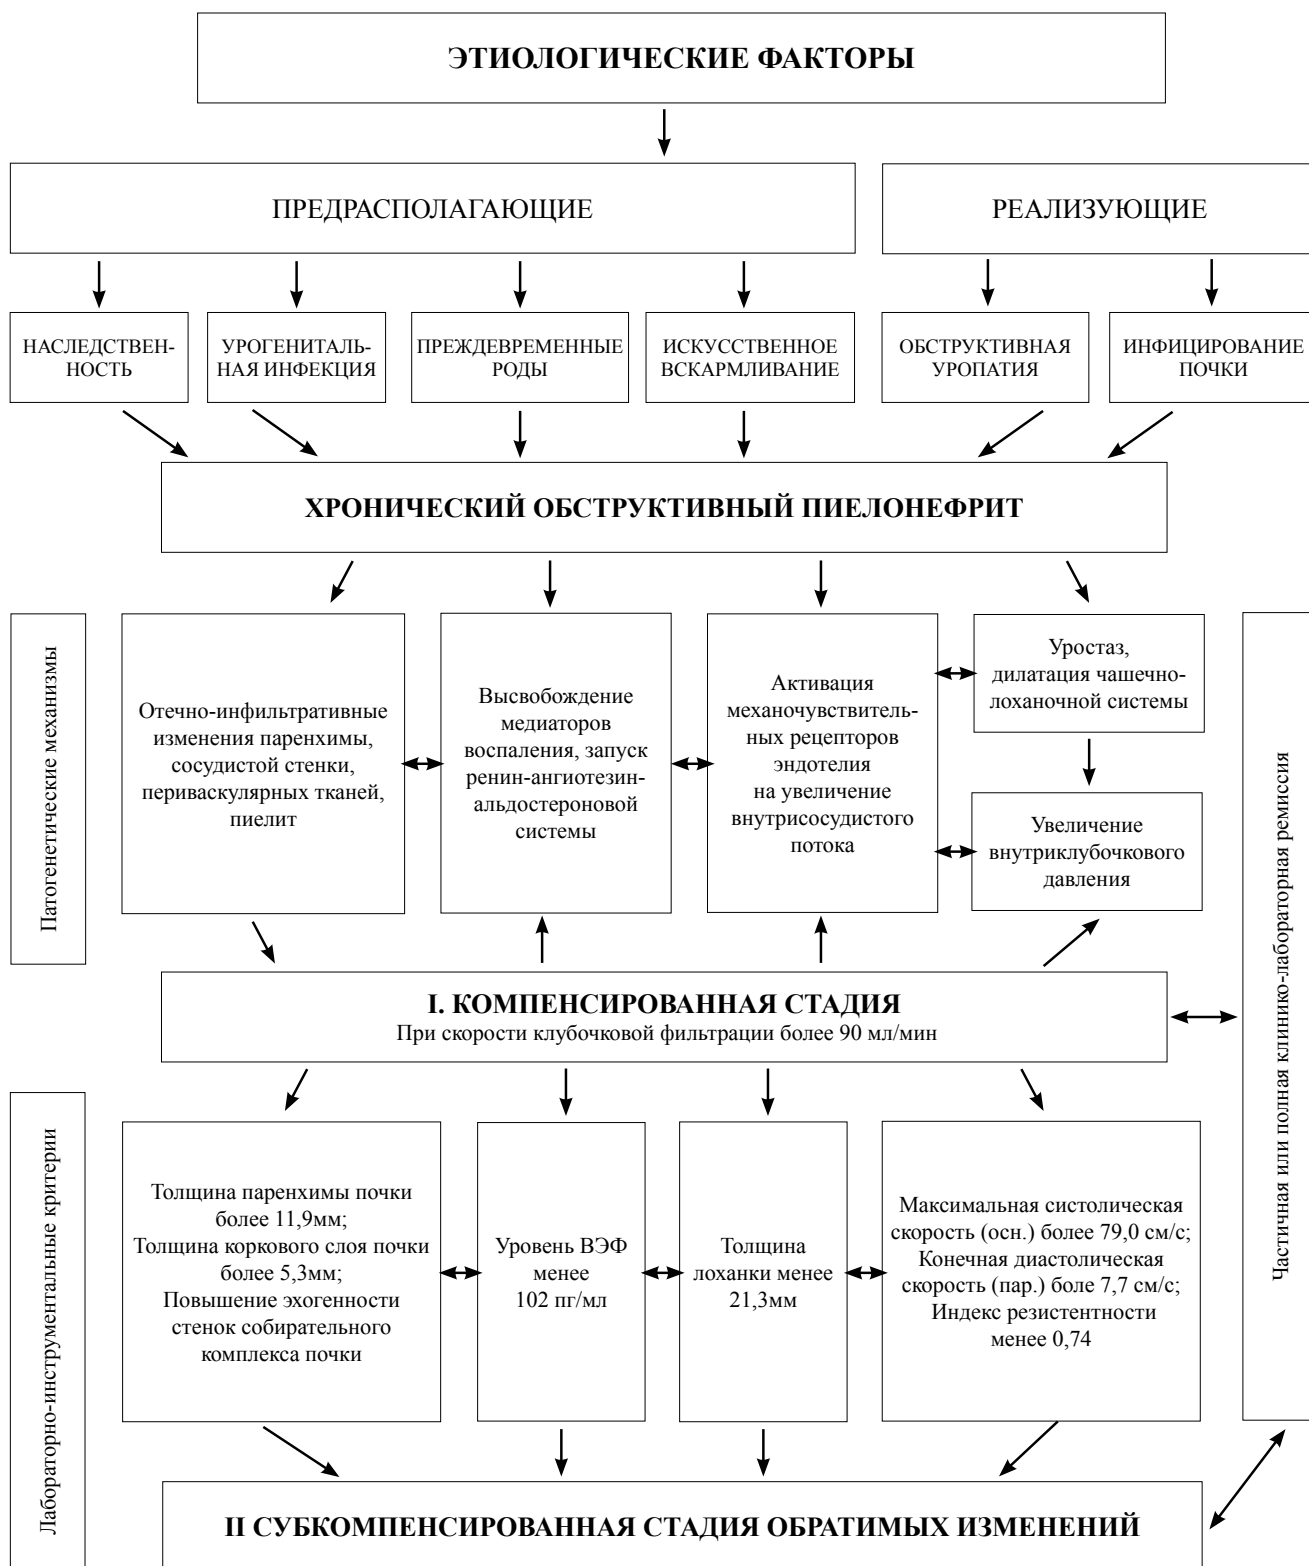 ЭТИОЛОГИЧЕСКИЕ ФАКТОРЫ
ПРЕДРАСПОЛАГАЮЩИЕ
РЕАЛИЗУЮЩИЕ
НАСЛЕДСТВЕН-
НОСТЬ
УРОГЕНИТАЛЬ-
НАЯ ИНФЕКЦИЯ
ПРЕЖДЕВРЕМЕННЫЕ
РОДЫ
ИСКУССТВЕННОЕ
ВСКАРМЛИВАНИЕ
ОБСТРУКТИВНАЯ
УРОПАТИЯ
ИНФИЦИРОВАНИЕ
ПОЧКИ
ХРОНИЧЕСКИЙ ОБСТРУКТИВНЫЙ ПИЕЛОНЕФРИТ
Патогенетические механизмы
Отечно-инфильтративные
изменения паренхимы,
сосудистой стенки,
периваскулярных тканей,
пиелит
Высвобождение
медиаторов
воспаления, запуск
ренин-ангиотезин-
альдостероновой
системы
Активация
механочувствитель-
ных рецепторов
эндотелия
на увеличение
внутрисосудистого
потока
Уростаз,
дилатация чашечно-
лоханочной системы
Увеличение
внутриклубочкового
давления
Частичная или полная клинико-лабораторная ремиссия
I. КОМПЕНСИРОВАННАЯ СТАДИЯ
При скорости клубочковой фильтрации более 90 мл/мин
Лабораторно-инструментальные критерии
Толщина паренхимы почки
более 11,9мм;
Толщина коркового слоя почки
более 5,3мм;
Повышение эхогенности
стенок собирательного
комплекса почки
Уровень ВЭФ
менее
102 пг/мл
Толщина
лоханки менее
21,3мм
Максимальная систолическая
скорость (осн.) более 79,0 см/с;
Конечная диастолическая
скорость (пар.) боле 7,7 см/с;
Индекс резистентности
менее 0,74
II СУБКОМПЕНСИРОВАННАЯ СТАДИЯ ОБРАТИМЫХ ИЗМЕНЕНИЙ